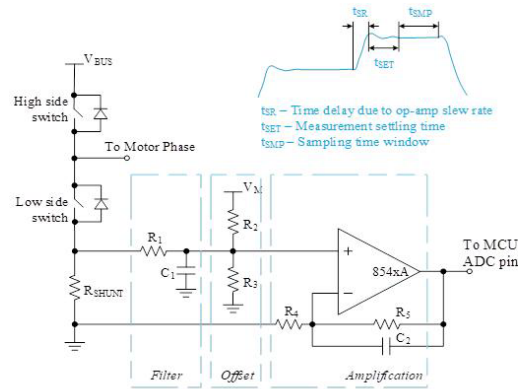 tSR
tSMP
tSET
tSR – Time delay due to op-amp slew rate
tSET – Measurement settling time
tSMP – Sampling time window
VBUS
High side
switch
To Motor Phase
Low side
switch
VM
R1
R2
C1
R3
RSHUNT
+
−
854xA
To MCU
ADC pin
R4
R5
C2
Filter
Offset
Amplification